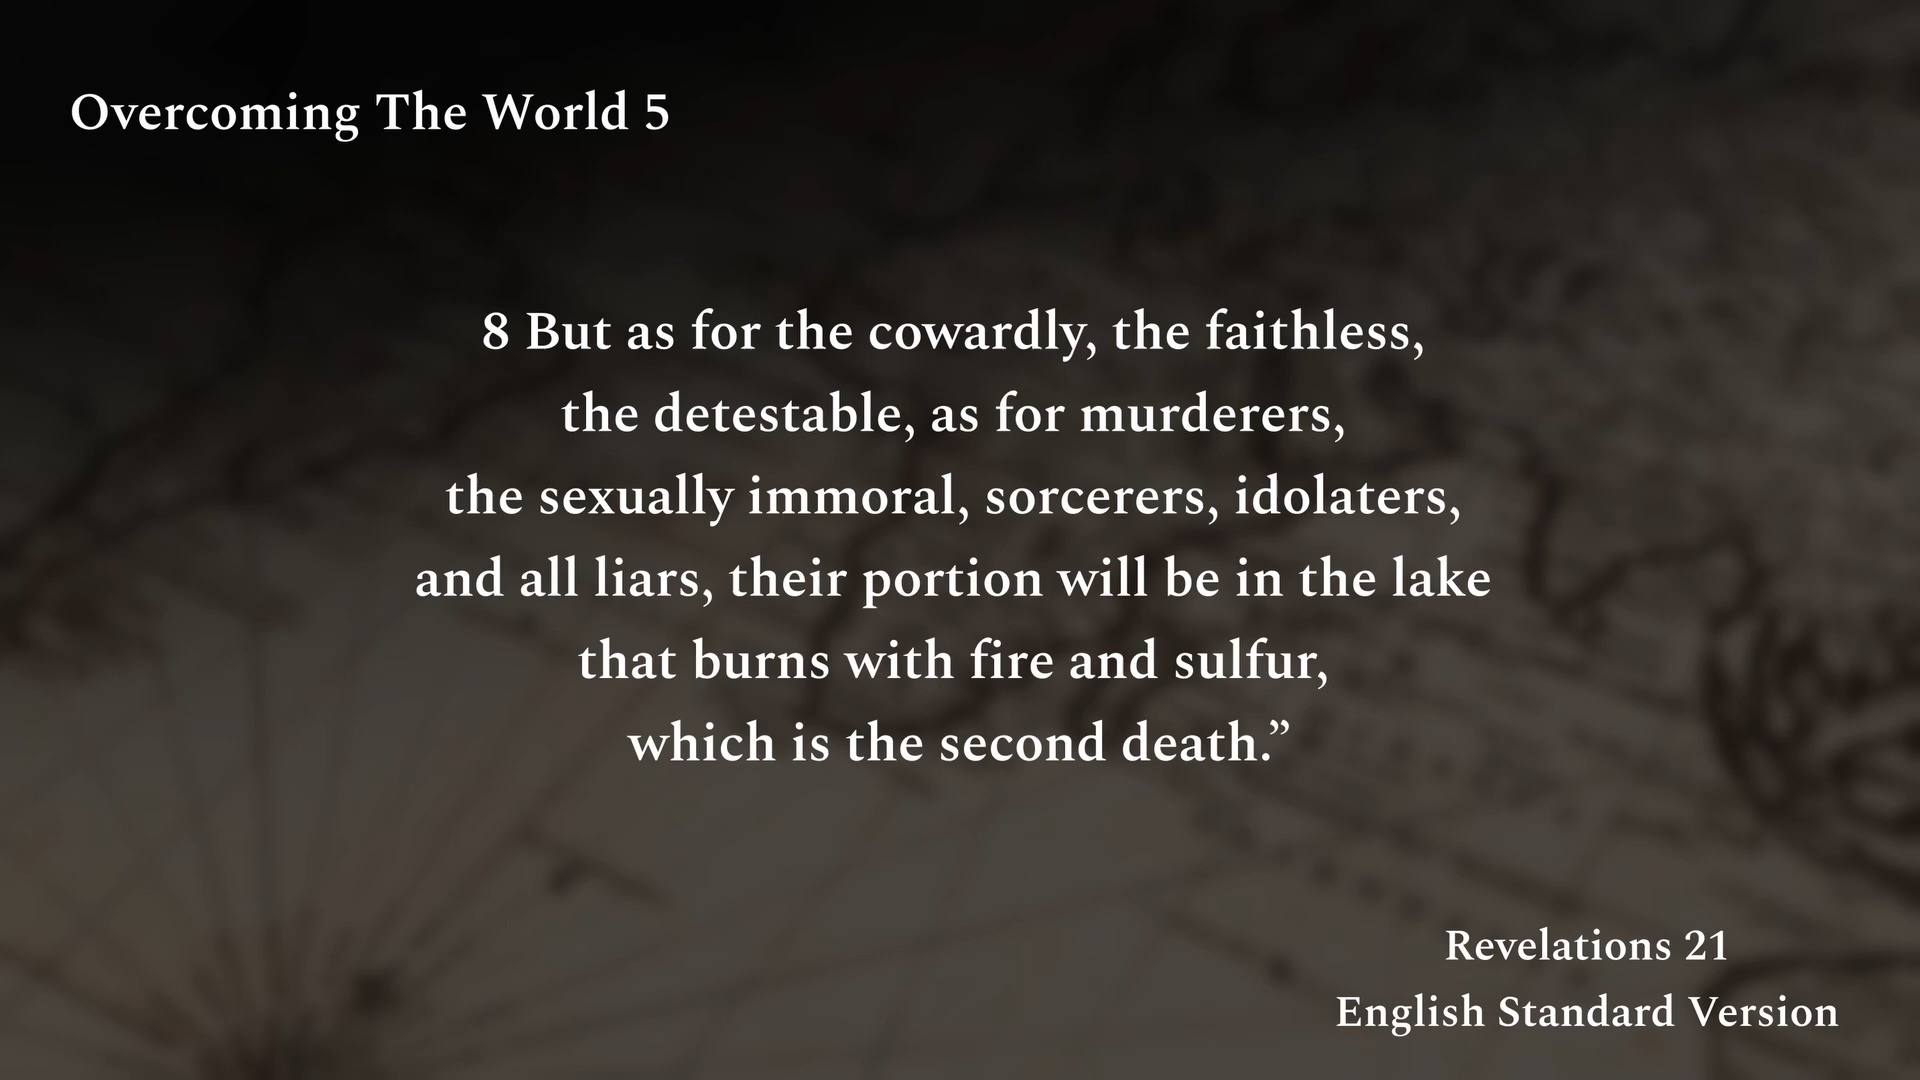 Overcoming The World 5
8 But as for the cowardly, the faithless,
the detestable, as for murderers,
the sexually immoral, sorcerers, idolaters,
and all liars, their portion will be in the lake
that burns with fire and sulfur,
which is the second death.”
Revelations 21
English Standard Version